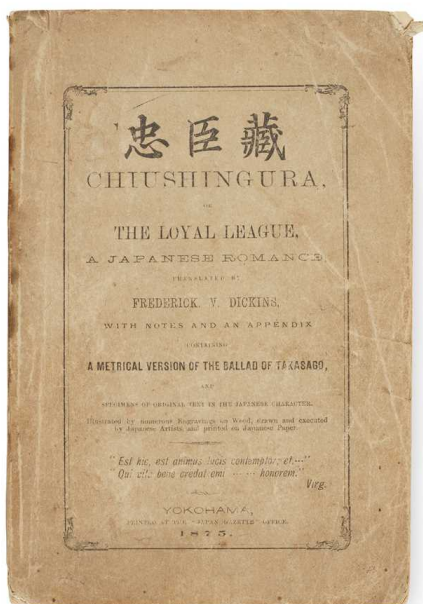 忠臣藏
CHIUSHINGURA,
OR
THE LOYAL LEAGUE,
A JAPANESE ROMANCE,
TRANSLATED BY
FREDERICK V. DICKINS,
WITH NOTES AND AN APPENDIX
CONTAINING
A METRICAL VERSION OF THE BALLAD OF TAKASAGO,
AND
SPECIMENS OF ORIGINAL TEXT IN THE JAPANESE CHARACTER.
Illustrated by numerous Engravings on Wood, drawn and executed
by Japanese Artists and printed on Japanese Paper.
"Est hic, est animus lucis contemptor, et..."
Qui vita bene credat emi ...... honorem."
Virg.
YOKOHAMA,
PRINTED AT THE "JAPAN GAZETTE" OFFICE.
1875.